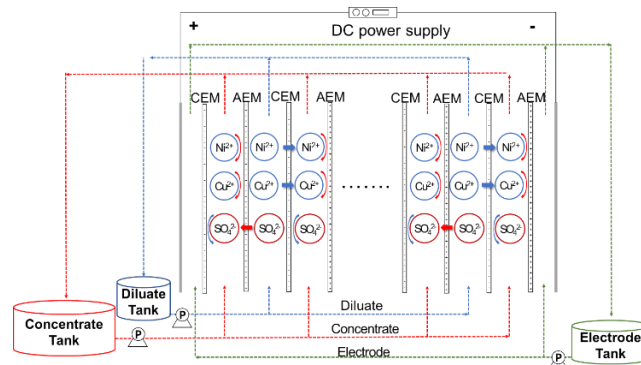 + -
DC power supply
CEM AEM CEM AEM CEM AEM CEM AEM
Ni²⁺ Ni²⁺ Ni²⁺ Ni²⁺ Ni²⁺ Ni²⁺
Cu²⁺ Cu²⁺ Cu²⁺ Cu²⁺ Cu²⁺ Cu²⁺
......
SO₄²⁻ SO₄²⁻ SO₄²⁻ SO₄²⁻ SO₄²⁻ SO₄²⁻
Diluate
Tank
P
Diluate
Concentrate
Tank
P
Concentrate
Electrode
P
Electrode
Tank